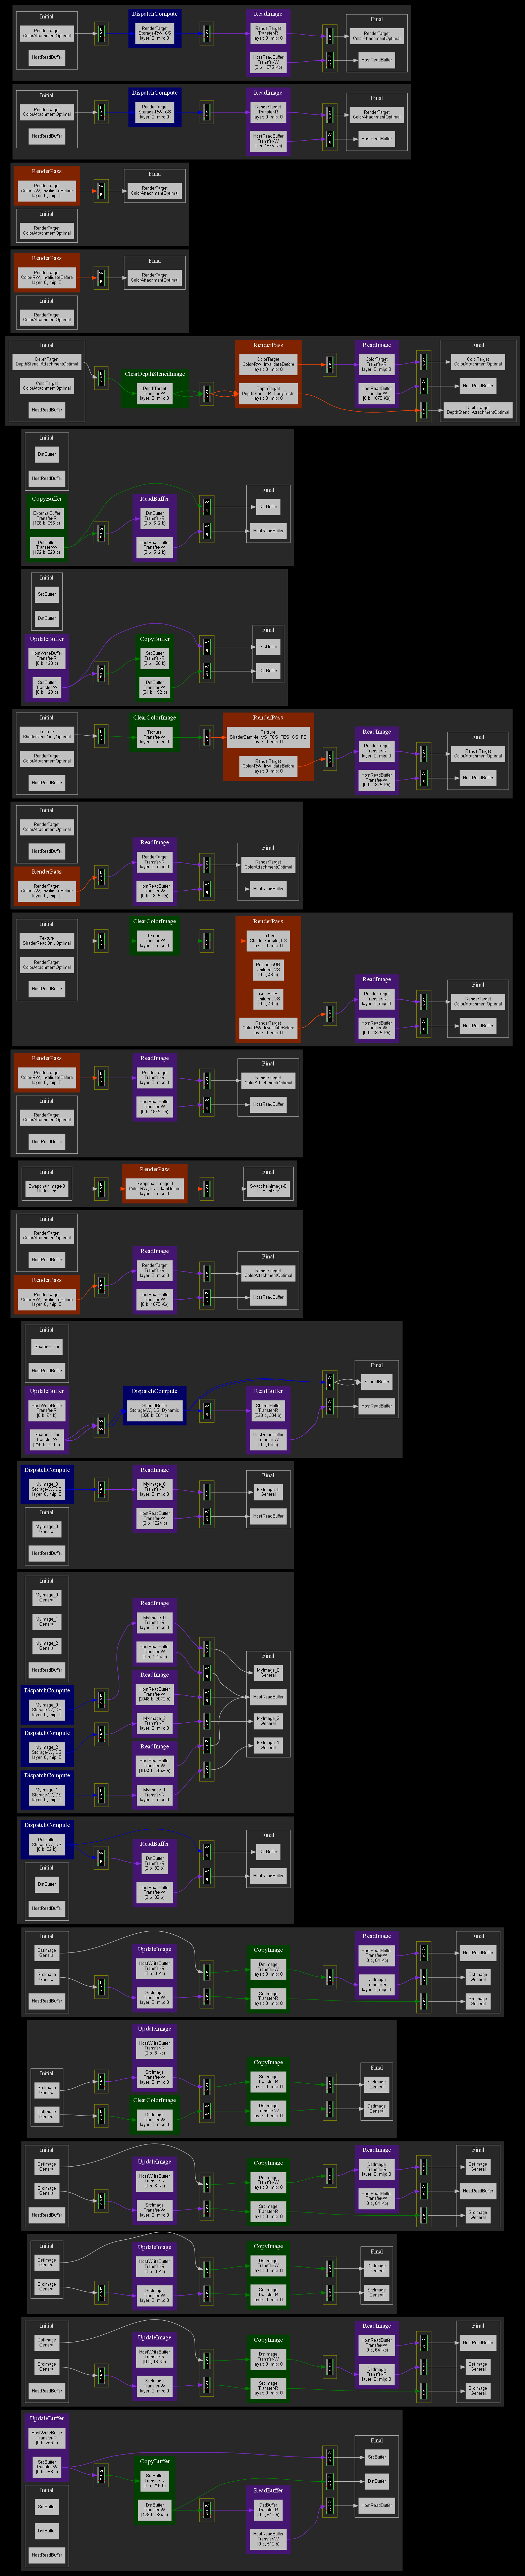 Initial
RenderTarget
ColorAttachmentOptimal
HostReadBuffer
DispatchCompute
RenderTarget
Storage-RW, CS
layer: 0, mip: 0
ReadImage
RenderTarget
Transfer-R
layer: 0, mip: 0
HostReadBuffer
Transfer-W
[0 b, 1875 Kb]
Final
RenderTarget
ColorAttachmentOptimal
HostReadBuffer
Initial
RenderTarget
ColorAttachmentOptimal
HostReadBuffer
DispatchCompute
RenderTarget
Storage-RW, CS
layer: 0, mip: 0
ReadImage
RenderTarget
Transfer-R
layer: 0, mip: 0
HostReadBuffer
Transfer-W
[0 b, 1875 Kb]
Final
RenderTarget
ColorAttachmentOptimal
HostReadBuffer
RenderPass
RenderTarget
Color-RW, InvalidateBefore
layer: 0, mip: 0
Final
RenderTarget
ColorAttachmentOptimal
Initial
RenderTarget
ColorAttachmentOptimal
RenderPass
RenderTarget
Color-RW, InvalidateBefore
layer: 0, mip: 0
Final
RenderTarget
ColorAttachmentOptimal
Initial
RenderTarget
ColorAttachmentOptimal
Initial
DepthTarget
DepthStencilAttachmentOptimal
ColorTarget
ColorAttachmentOptimal
HostReadBuffer
ClearDepthStencilImage
DepthTarget
Transfer-W
layer: 0, mip: 0
RenderPass
ColorTarget
Color-RW, InvalidateBefore
layer: 0, mip: 0
DepthTarget
DepthStencil-R, EarlyTests
layer: 0, mip: 0
ReadImage
ColorTarget
Transfer-R
layer: 0, mip: 0
HostReadBuffer
Transfer-W
[0 b, 1875 Kb]
Final
ColorTarget
ColorAttachmentOptimal
HostReadBuffer
DepthTarget
DepthStencilAttachmentOptimal
Initial
DstBuffer
HostReadBuffer
CopyBuffer
ExternalBuffer
Transfer-R
[128 b, 256 b]
DstBuffer
Transfer-W
[192 b, 320 b]
ReadBuffer
DstBuffer
Transfer-R
[0 b, 512 b]
HostReadBuffer
Transfer-W
[0 b, 512 b]
Final
DstBuffer
HostReadBuffer
Initial
SrcBuffer
DstBuffer
UpdateBuffer
HostWriteBuffer
Transfer-R
[0 b, 128 b]
SrcBuffer
Transfer-W
[0 b, 128 b]
CopyBuffer
SrcBuffer
Transfer-R
[0 b, 128 b]
DstBuffer
Transfer-W
[64 b, 192 b]
Final
SrcBuffer
DstBuffer
Initial
Texture
ShaderReadOnlyOptimal
RenderTarget
ColorAttachmentOptimal
HostReadBuffer
ClearColorImage
Texture
Transfer-W
layer: 0, mip: 0
RenderPass
Texture
ShaderSample, VS, TCS, TES, GS, FS
layer: 0, mip: 0
RenderTarget
Color-RW, InvalidateBefore
layer: 0, mip: 0
ReadImage
RenderTarget
Transfer-R
layer: 0, mip: 0
HostReadBuffer
Transfer-W
[0 b, 1875 Kb]
Final
RenderTarget
ColorAttachmentOptimal
HostReadBuffer
Initial
RenderTarget
ColorAttachmentOptimal
HostReadBuffer
RenderPass
RenderTarget
Color-RW, InvalidateBefore
layer: 0, mip: 0
ReadImage
RenderTarget
Transfer-R
layer: 0, mip: 0
HostReadBuffer
Transfer-W
[0 b, 1875 Kb]
Final
RenderTarget
ColorAttachmentOptimal
HostReadBuffer
Initial
Texture
ShaderReadOnlyOptimal
RenderTarget
ColorAttachmentOptimal
HostReadBuffer
ClearColorImage
Texture
Transfer-W
layer: 0, mip: 0
RenderPass
Texture
ShaderSample, FS
layer: 0, mip: 0
PositionsUB
Uniform, VS
[0 b, 48 b]
ColorsUB
Uniform, VS
[0 b, 48 b]
RenderTarget
Color-RW, InvalidateBefore
layer: 0, mip: 0
ReadImage
RenderTarget
Transfer-R
layer: 0, mip: 0
HostReadBuffer
Transfer-W
[0 b, 1875 Kb]
Final
RenderTarget
ColorAttachmentOptimal
HostReadBuffer
RenderPass
RenderTarget
Color-RW, InvalidateBefore
layer: 0, mip: 0
Initial
RenderTarget
ColorAttachmentOptimal
HostReadBuffer
ReadImage
RenderTarget
Transfer-R
layer: 0, mip: 0
HostReadBuffer
Transfer-W
[0 b, 1875 Kb]
Final
RenderTarget
ColorAttachmentOptimal
HostReadBuffer
Initial
SwapchainImage-0
Undefined
RenderPass
SwapchainImage-0
Color-RW, InvalidateBefore
layer: 0, mip: 0
Final
SwapchainImage-0
PresentSrc
Initial
RenderTarget
ColorAttachmentOptimal
HostReadBuffer
RenderPass
RenderTarget
Color-RW, InvalidateBefore
layer: 0, mip: 0
ReadImage
RenderTarget
Transfer-R
layer: 0, mip: 0
HostReadBuffer
Transfer-W
[0 b, 1875 Kb]
Final
RenderTarget
ColorAttachmentOptimal
HostReadBuffer
Initial
SharedBuffer
HostReadBuffer
UpdateBuffer
HostWriteBuffer
Transfer-R
[0 b, 64 b]
SharedBuffer
Transfer-W
[256 b, 320 b]
DispatchCompute
SharedBuffer
Storage-W, CS, Dynamic
[320 b, 384 b]
ReadBuffer
SharedBuffer
Transfer-R
[320 b, 384 b]
HostReadBuffer
Transfer-W
[0 b, 64 b]
Final
SharedBuffer
HostReadBuffer
DispatchCompute
MyImage_0
Storage-W, CS
layer: 0, mip: 0
Initial
MyImage_0
General
HostReadBuffer
ReadImage
MyImage_0
Transfer-R
layer: 0, mip: 0
HostReadBuffer
Transfer-W
[0 b, 1024 b]
Final
MyImage_0
General
HostReadBuffer
Initial
MyImage_0
General
MyImage_1
General
MyImage_2
General
HostReadBuffer
DispatchCompute
MyImage_0
Storage-W, CS
layer: 0, mip: 0
DispatchCompute
MyImage_2
Storage-W, CS
layer: 0, mip: 0
DispatchCompute
MyImage_1
Storage-W, CS
layer: 0, mip: 0
ReadImage
MyImage_0
Transfer-R
layer: 0, mip: 0
HostReadBuffer
Transfer-W
[0 b, 1024 b]
ReadImage
HostReadBuffer
Transfer-W
[2048 b, 3072 b]
MyImage_2
Transfer-R
layer: 0, mip: 0
ReadImage
HostReadBuffer
Transfer-W
[1024 b, 2048 b]
MyImage_1
Transfer-R
layer: 0, mip: 0
Final
MyImage_0
General
HostReadBuffer
MyImage_2
General
MyImage_1
General
DispatchCompute
DstBuffer
Storage-W, CS
[0 b, 32 b]
Initial
DstBuffer
HostReadBuffer
ReadBuffer
DstBuffer
Transfer-R
[0 b, 32 b]
HostReadBuffer
Transfer-W
[0 b, 32 b]
Final
DstBuffer
HostReadBuffer
Initial
DstImage
General
SrcImage
General
HostReadBuffer
UpdateImage
HostWriteBuffer
Transfer-R
[0 b, 8 Kb]
SrcImage
Transfer-W
layer: 0, mip: 0
CopyImage
DstImage
Transfer-W
layer: 0, mip: 0
SrcImage
Transfer-R
layer: 0, mip: 0
ReadImage
HostReadBuffer
Transfer-W
[0 b, 64 Kb]
DstImage
Transfer-R
layer: 0, mip: 0
Final
HostReadBuffer
DstImage
General
SrcImage
General
Initial
SrcImage
General
DstImage
General
UpdateImage
HostWriteBuffer
Transfer-R
[0 b, 8 Kb]
SrcImage
Transfer-W
layer: 0, mip: 0
ClearColorImage
DstImage
Transfer-W
layer: 0, mip: 0
CopyImage
SrcImage
Transfer-R
layer: 0, mip: 0
DstImage
Transfer-W
layer: 0, mip: 0
Final
SrcImage
General
DstImage
General
Initial
DstImage
General
SrcImage
General
HostReadBuffer
UpdateImage
HostWriteBuffer
Transfer-R
[0 b, 8 Kb]
SrcImage
Transfer-W
layer: 0, mip: 0
CopyImage
DstImage
Transfer-W
layer: 0, mip: 0
SrcImage
Transfer-R
layer: 0, mip: 0
ReadImage
DstImage
Transfer-R
layer: 0, mip: 0
HostReadBuffer
Transfer-W
[0 b, 64 Kb]
Final
DstImage
General
HostReadBuffer
SrcImage
General
Initial
DstImage
General
SrcImage
General
UpdateImage
HostWriteBuffer
Transfer-R
[0 b, 8 Kb]
SrcImage
Transfer-W
layer: 0, mip: 0
CopyImage
DstImage
Transfer-W
layer: 0, mip: 0
SrcImage
Transfer-R
layer: 0, mip: 0
Final
DstImage
General
SrcImage
General
Initial
DstImage
General
SrcImage
General
HostReadBuffer
UpdateImage
HostWriteBuffer
Transfer-R
[0 b, 16 Kb]
SrcImage
Transfer-W
layer: 0, mip: 0
CopyImage
DstImage
Transfer-W
layer: 0, mip: 0
SrcImage
Transfer-R
layer: 0, mip: 0
ReadImage
HostReadBuffer
Transfer-W
[0 b, 64 Kb]
DstImage
Transfer-R
layer: 0, mip: 0
Final
HostReadBuffer
DstImage
General
SrcImage
General
UpdateBuffer
HostWriteBuffer
Transfer-R
[0 b, 256 b]
SrcBuffer
Transfer-W
[0 b, 256 b]
Initial
SrcBuffer
DstBuffer
HostReadBuffer
CopyBuffer
SrcBuffer
Transfer-R
[0 b, 256 b]
DstBuffer
Transfer-W
[128 b, 384 b]
ReadBuffer
DstBuffer
Transfer-R
[0 b, 512 b]
HostReadBuffer
Transfer-W
[0 b, 512 b]
Final
SrcBuffer
DstBuffer
HostReadBuffer